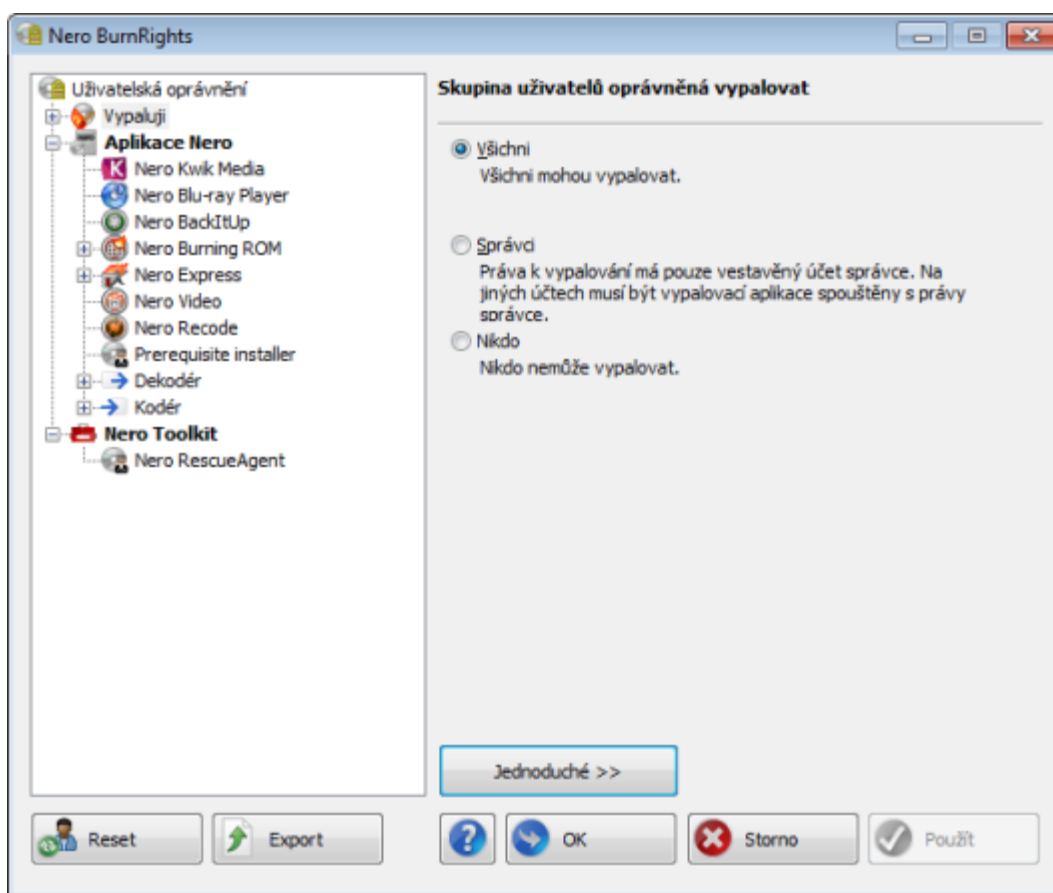 Nero BurnRights
Uživatelská oprávnění
Vypaluji
Aplikace Nero
Nero Kwik Media
Nero Blu-ray Player
Nero BackItUp
Nero Burning ROM
Nero Express
Nero Video
Nero Recode
Prerequisite installer
Dekodér
Kodér
Nero Toolkit
Nero RescueAgent
Skupina uživatelů oprávněná vypalovat
Všichni
Všichni mohou vypalovat.
Správci
Práva k vypalování má pouze vestavěný účet správce. Na
jiných účtech musí být vypalovací aplikace spouštěny s právy
správce.
Nikdo
Nikdo nemůže vypalovat.
Jednoduché >>
Reset
Export
OK
Storno
Použít